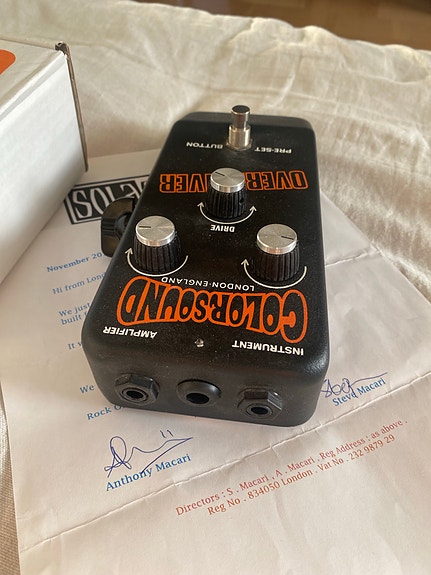 INSTRUMENT AMPLIFIER
COLORSOUND
LONDON·ENGLAND
DRIVE
OVERDRIVER
PRE-SET BUTTON
November 20
Hi from Lond
We just
built
It w
We
Rock O
Anthony Macari
Steve Macari
Directors : S . Macari , A . Macari , Reg Address : as above .
Reg No . 834050 London . Vat No . 232 9879 29